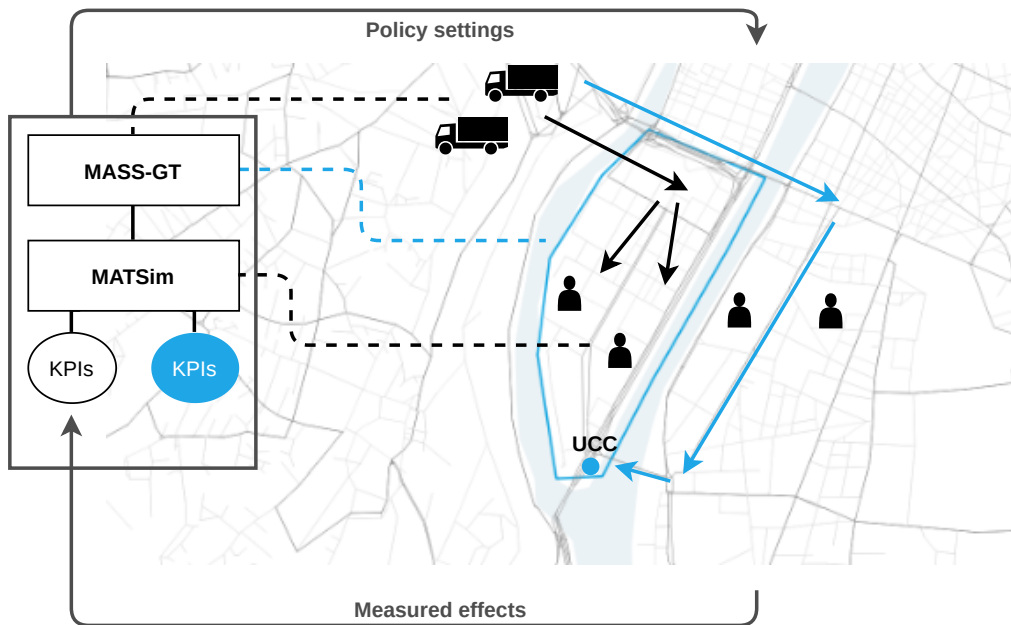 Policy settings
MASS-GT
MATSim
KPIs
KPIs
UCC
Measured effects